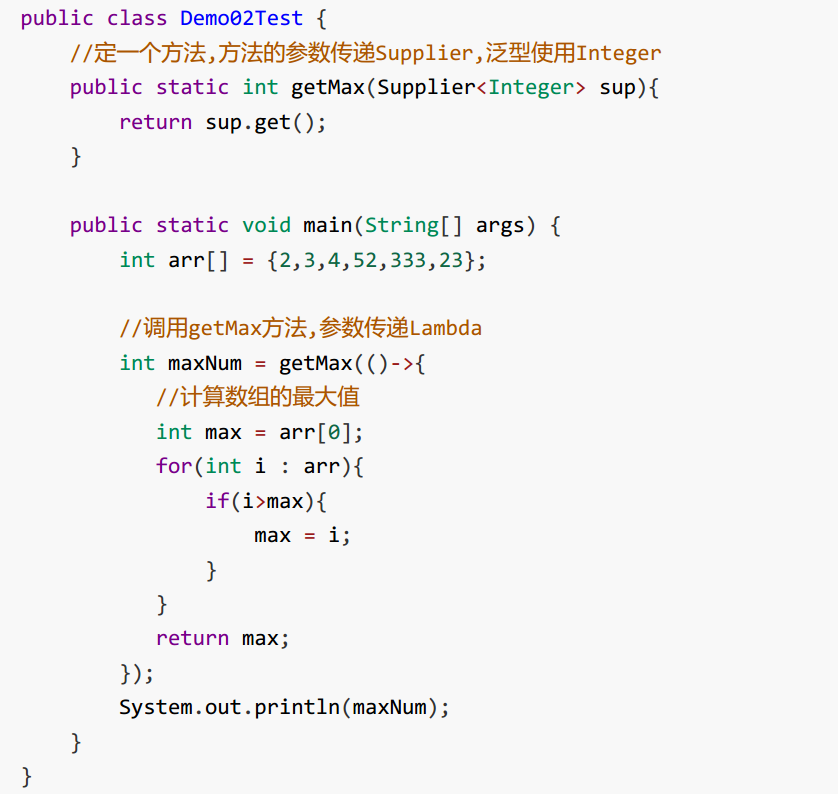 public class Demo02Test {
    //定一个方法,方法的参数传递Supplier,泛型使用Integer
    public static int getMax(Supplier<Integer> sup){
        return sup.get();
    }

    public static void main(String[] args) {
        int arr[] = {2,3,4,52,333,23};

        //调用getMax方法,参数传递Lambda
        int maxNum = getMax(()->{
           //计算数组的最大值
           int max = arr[0];
           for(int i : arr){
               if(i>max){
                   max = i;
               }
           }
           return max;
        });
        System.out.println(maxNum);
    }
}